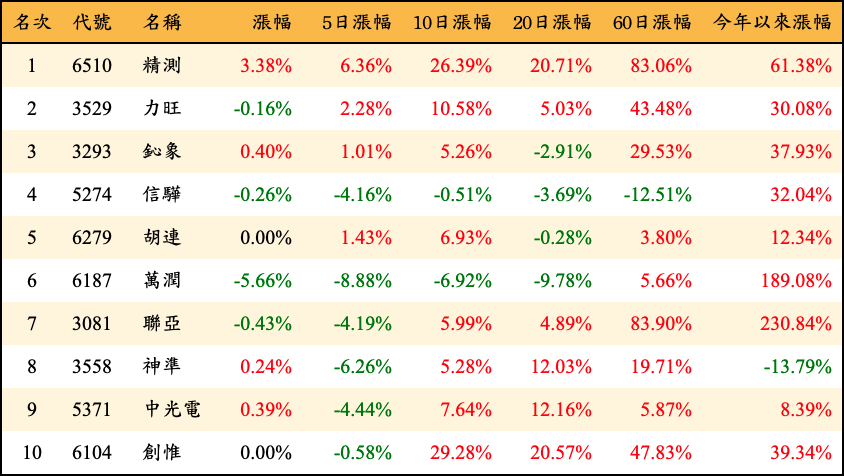 名次 代號 名稱 漲幅 5日漲幅 10日漲幅 20日漲幅 60日漲幅 今年以來漲幅
1 6510 精測 3.38% 6.36% 26.39% 20.71% 83.06% 61.38%
2 3529 力旺 -0.16% 2.28% 10.58% 5.03% 43.48% 30.08%
3 3293 鈊象 0.40% 1.01% 5.26% -2.91% 29.53% 37.93%
4 5274 信驊 -0.26% -4.16% -0.51% -3.69% -12.51% 32.04%
5 6279 胡連 0.00% 1.43% 6.93% -0.28% 3.80% 12.34%
6 6187 萬潤 -5.66% -8.88% -6.92% -9.78% 5.66% 189.08%
7 3081 聯亞 -0.43% -4.19% 5.99% 4.89% 83.90% 230.84%
8 3558 神準 0.24% -6.26% 5.28% 12.03% 19.71% -13.79%
9 5371 中光電 0.39% -4.44% 7.64% 12.16% 5.87% 8.39%
10 6104 創惟 0.00% -0.58% 29.28% 20.57% 47.83% 39.34%